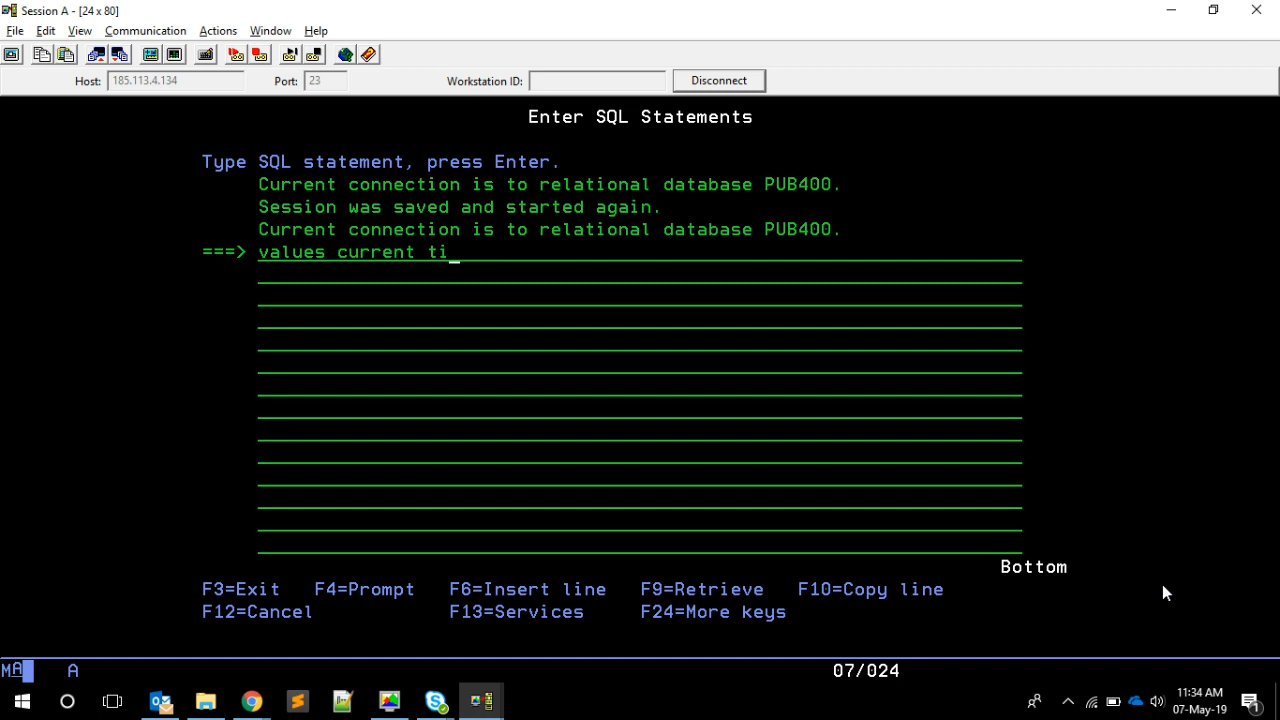 Session A - [24 x 80]
File Edit View Communication Actions Window Help
Host: 185.113.4.134 Port: 23 Workstation ID: Disconnect
Enter SQL Statements
Type SQL statement, press Enter.
Current connection is to relational database PUB400.
Session was saved and started again.
Current connection is to relational database PUB400.
===> values current ti_
Bottom
F3=Exit F4=Prompt F6=Insert line F9=Retrieve F10=Copy line
F12=Cancel F13=Services F24=More keys
MA A 07/024
11:34 AM
07-May-19
1